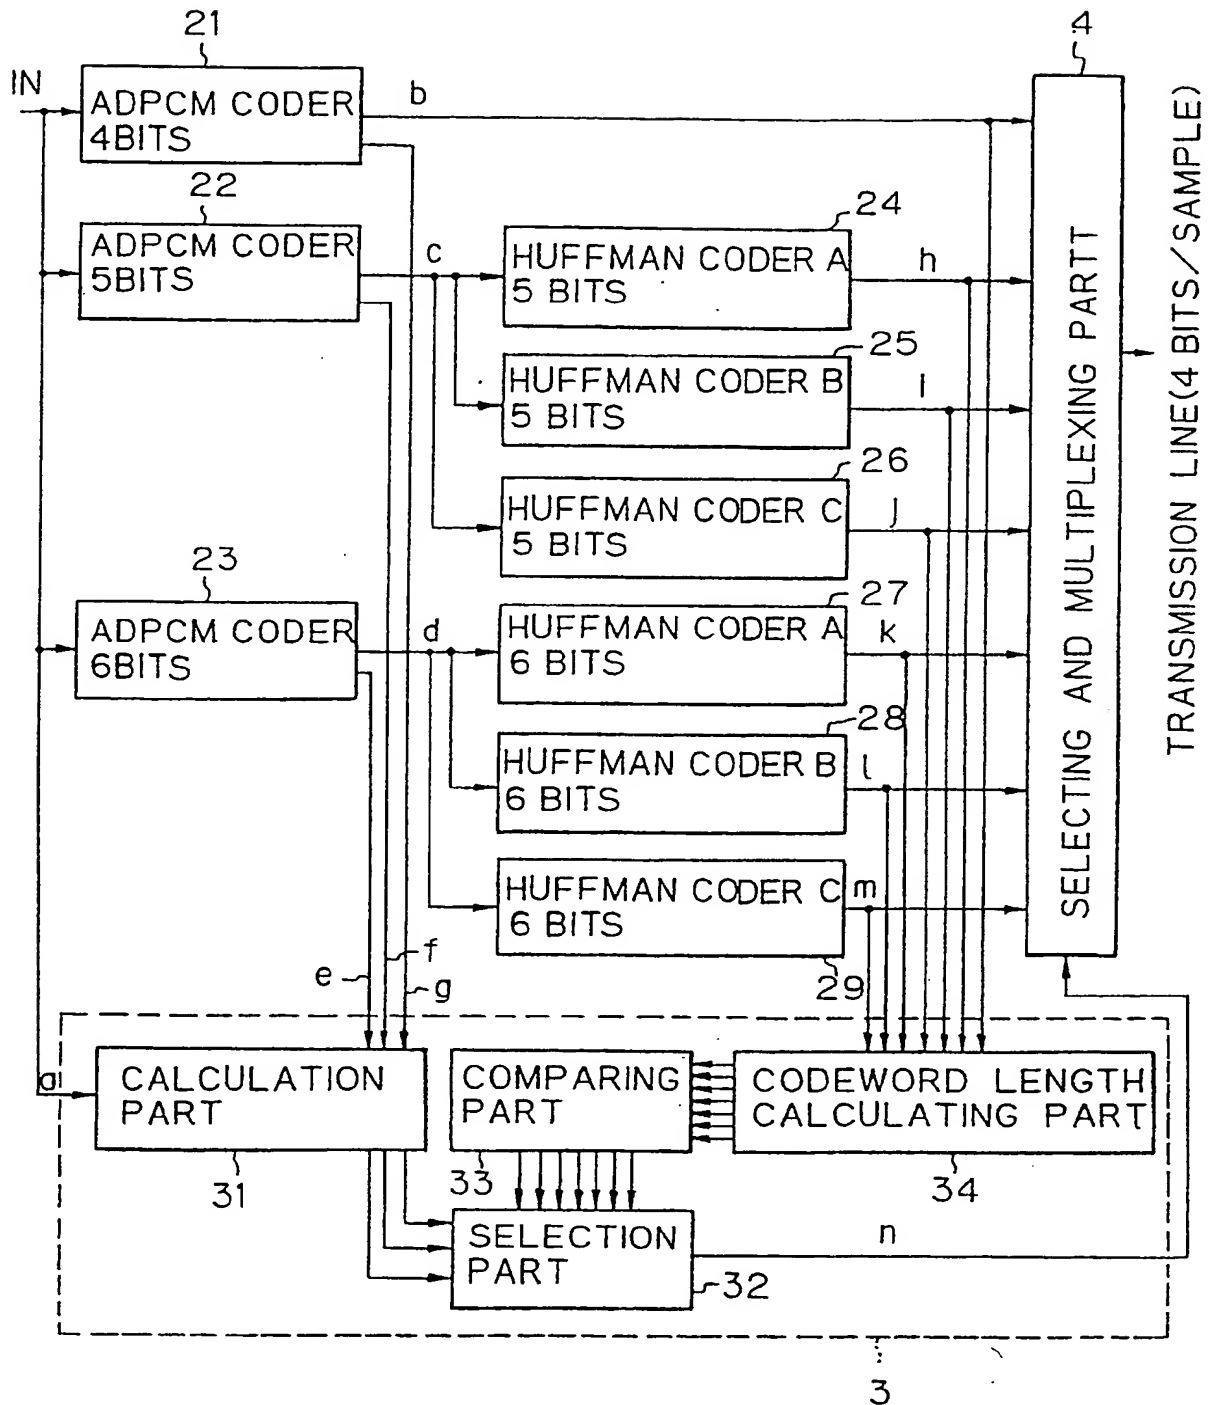 21
4
IN
ADPCM CODER
4BITS
b
22
ADPCM CODER
5BITS
c
24
HUFFMAN CODER A
5 BITS
h
25
HUFFMAN CODER B
5 BITS
i
26
HUFFMAN CODER C
5 BITS
j
23
ADPCM CODER
6BITS
d
27
HUFFMAN CODER A
6 BITS
k
28
HUFFMAN CODER B
6 BITS
l
HUFFMAN CODER C
6 BITS
m
29
SELECTING AND MULTIPLEXING PARTT
TRANSMISSION LINE(4 BITS/SAMPLE)
e
f
g
a
CALCULATION
PART
31
COMPARING
PART
33
CODEWORD LENGTH
CALCULATING PART
34
SELECTION
PART
32
n
3